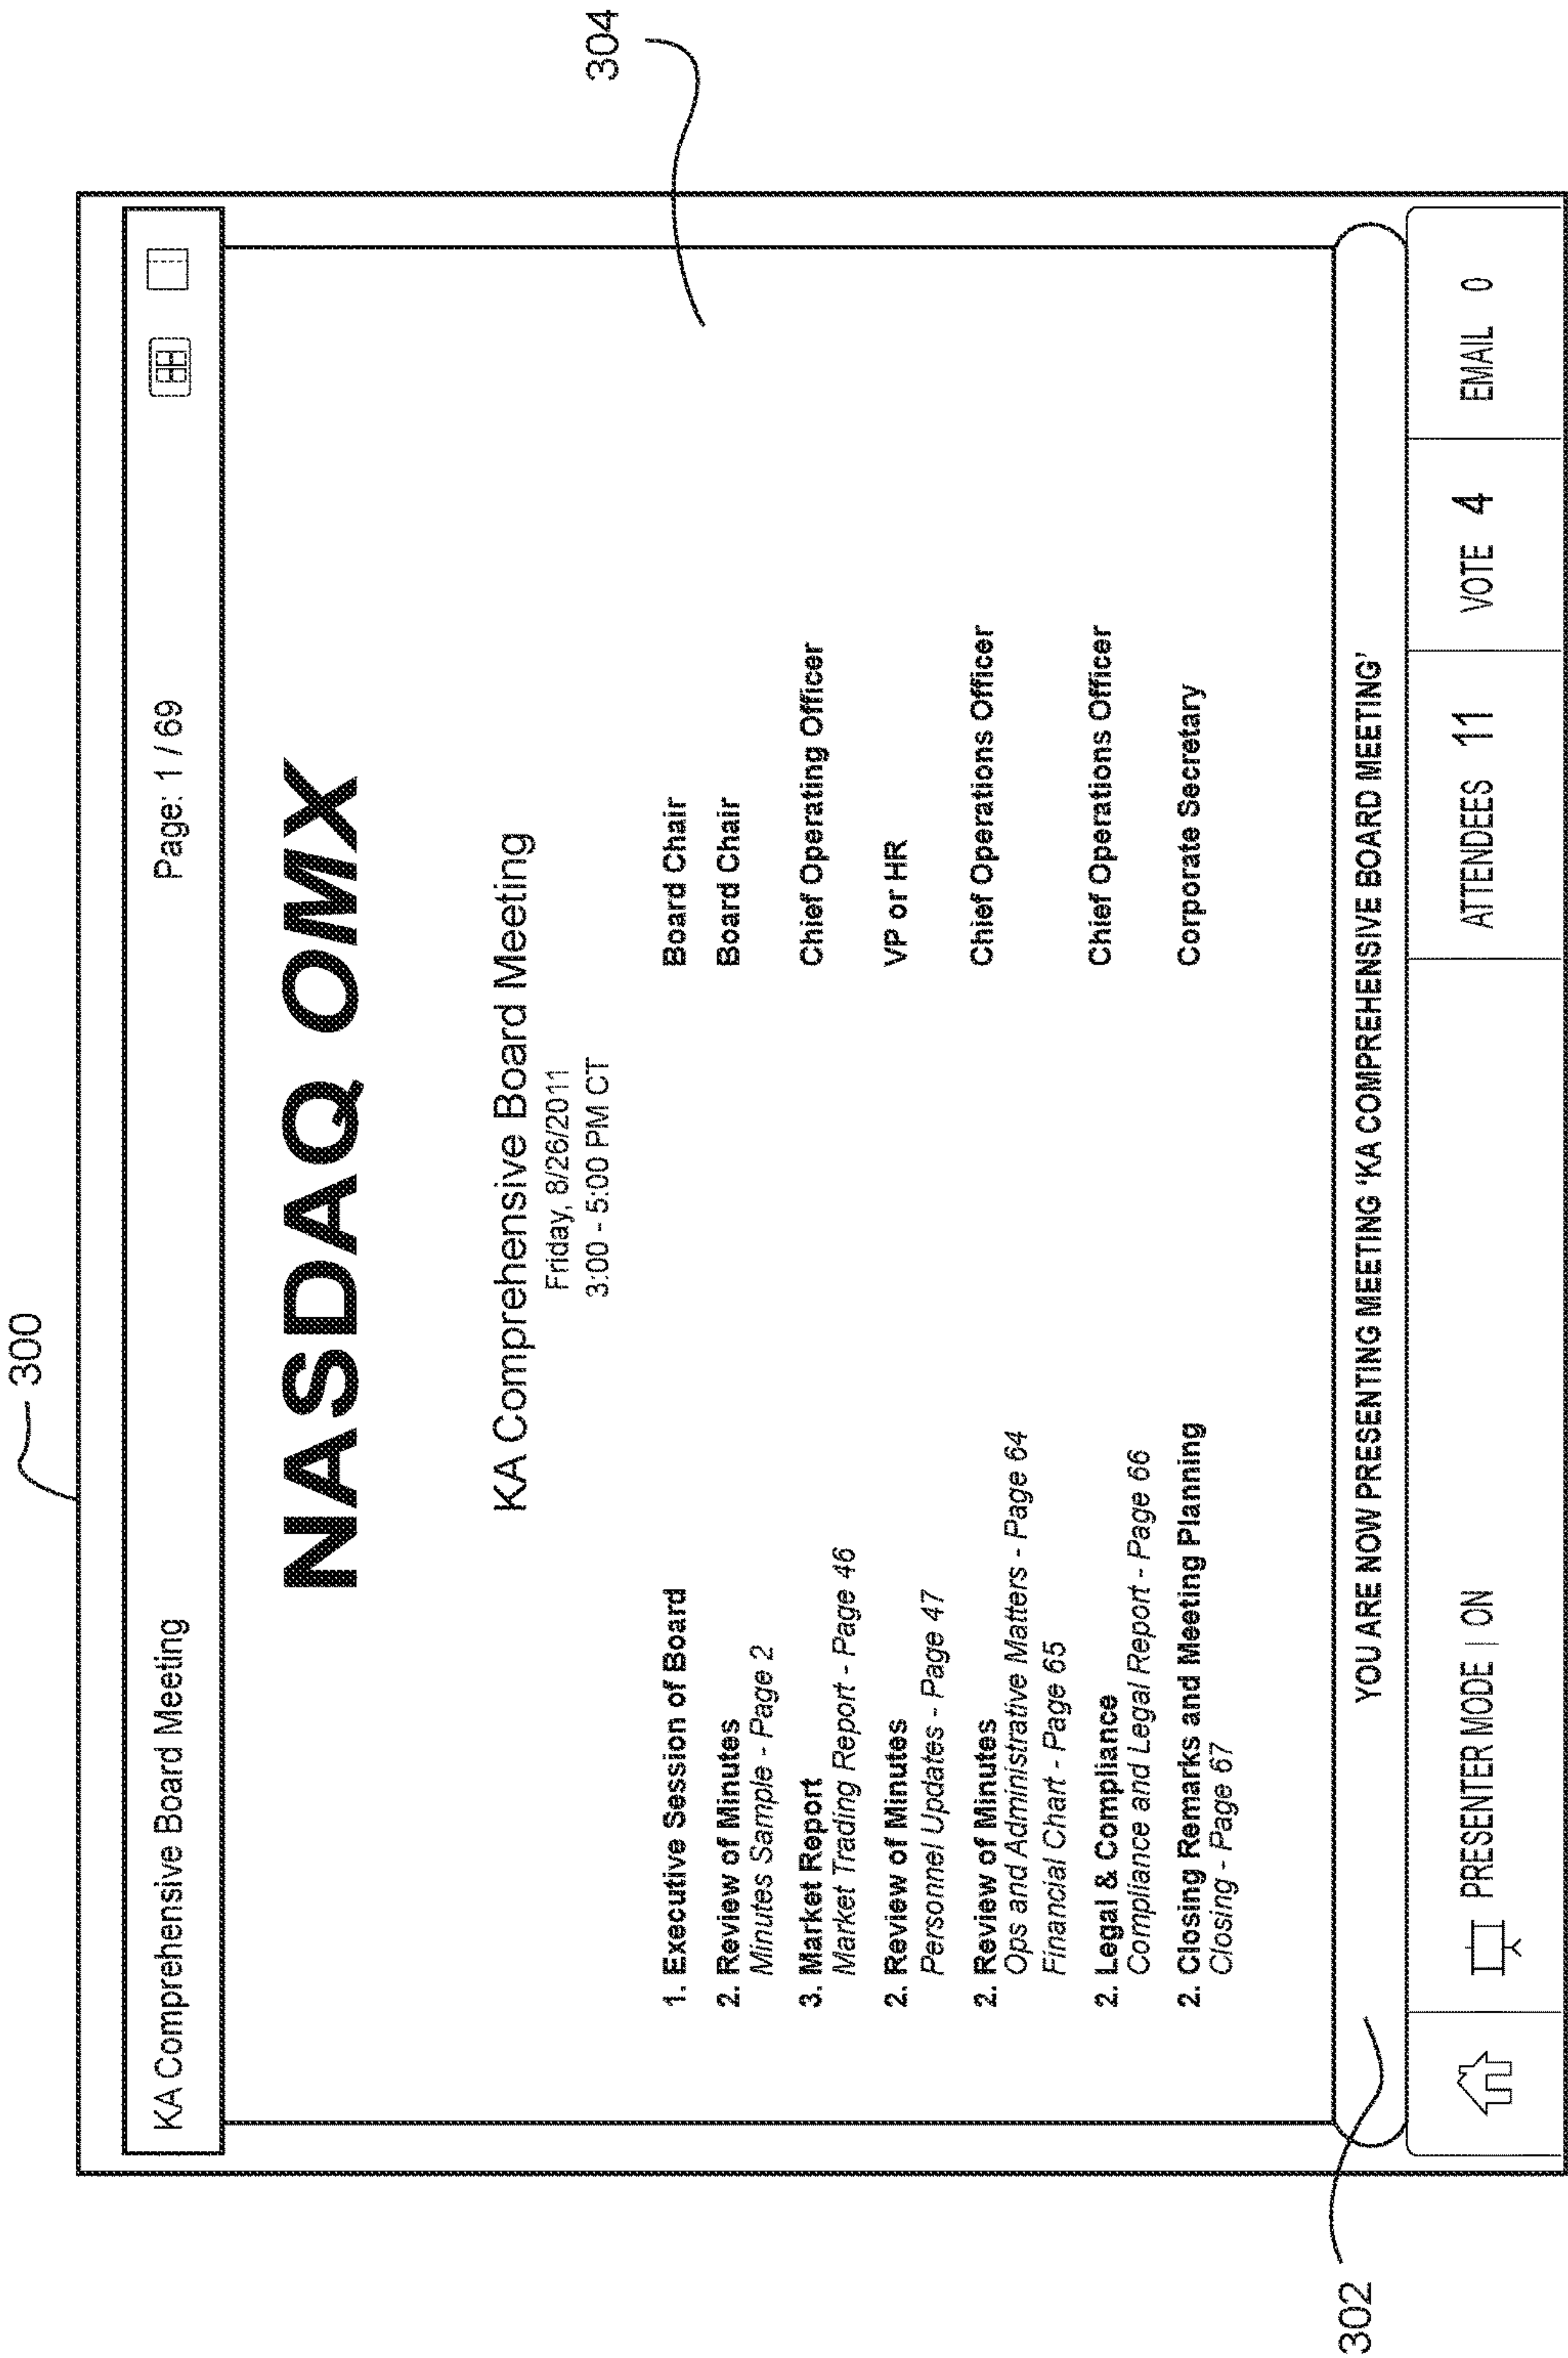 300
KA Comprehensive Board Meeting Page: 1 / 69
NASDAQ OMX
KA Comprehensive Board Meeting
Friday, 8/26/2011
3:00 - 5:00 PM CT
304
1. Executive Session of Board Board Chair
2. Review of Minutes Board Chair
Minutes Sample - Page 2
3. Market Report Chief Operating Officer
Market Trading Report - Page 46
2. Review of Minutes VP or HR
Personnel Updates - Page 47
2. Review of Minutes Chief Operations Officer
Ops and Administrative Matters - Page 64
Financial Chart - Page 65
2. Legal & Compliance Chief Operations Officer
Compliance and Legal Report - Page 66
2. Closing Remarks and Meeting Planning Corporate Secretary
Closing - Page 67
302
YOU ARE NOW PRESENTING MEETING ‘KA COMPREHENSIVE BOARD MEETING’
PRESENTER MODE | ON ATTENDEES 11 VOTE 4 EMAIL 0